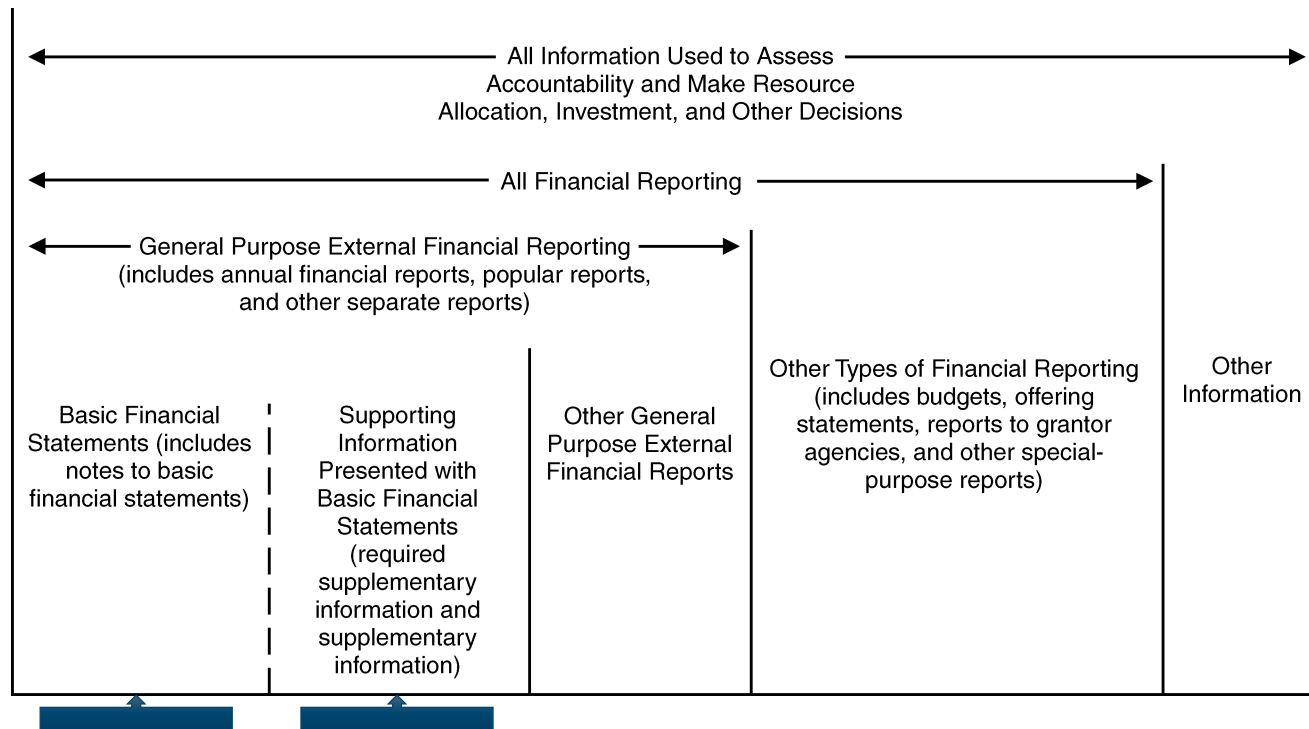 All Information Used to Assess
Accountability and Make Resource
Allocation, Investment, and Other Decisions
All Financial Reporting
General Purpose External Financial Reporting
(includes annual financial reports, popular reports,
and other separate reports)
Basic Financial
Statements (includes
notes to basic
financial statements)
Supporting
Information
Presented with
Basic Financial
Statements
(required
supplementary
information and
supplementary
information)
Other General
Purpose External
Financial Reports
Other Types of Financial Reporting
(includes budgets, offering
statements, reports to grantor
agencies, and other special-
purpose reports)
Other
Information